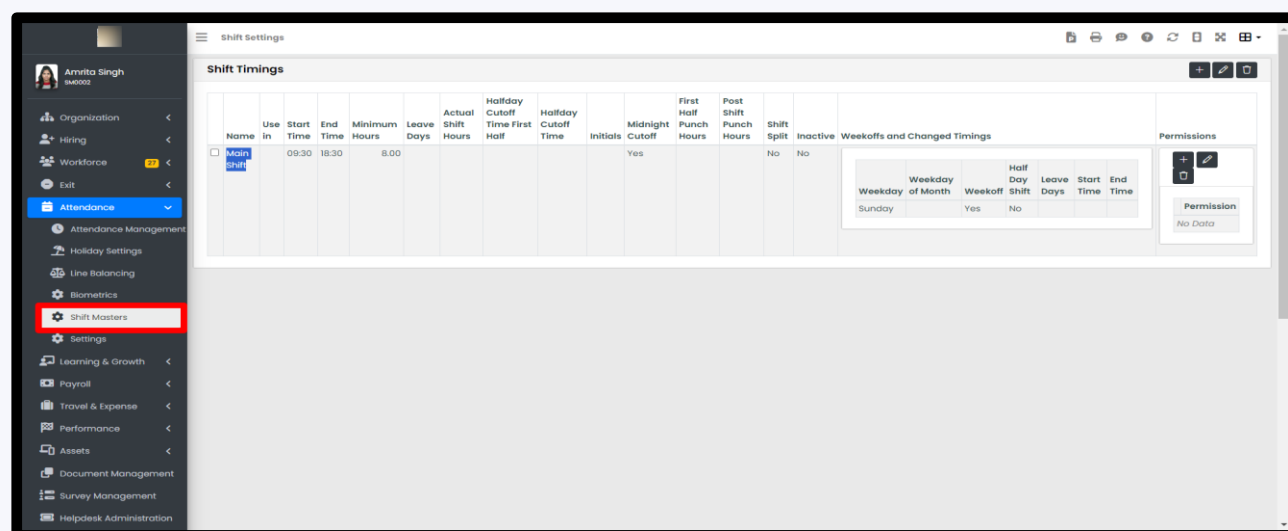 Shift Settings
Amrita Singh
SM0002
Organization
Hiring
Workforce 27
Exit
Attendance
Attendance Management
Holiday Settings
Line Balancing
Biometrics
Shift Masters
Settings
Learning & Growth
Payroll
Travel & Expense
Performance
Assets
Document Management
Survey Management
Helpdesk Administration
Shift Timings
Name Use in Start Time End Time Minimum Hours Leave Days Actual Shift Hours Halfday Cutoff Time First Half Halfday Cutoff Time Initials Midnight Cutoff First Half Punch Hours Post Shift Punch Hours Shift Split Inactive Weekoffs and Changed Timings Permissions
Main Shift 09:30 18:30 8.00 Yes No No
Weekday Weekday of Month Weekoff Half Day Shift Leave Days Start Time End Time
Sunday Yes No
Permission
No Data